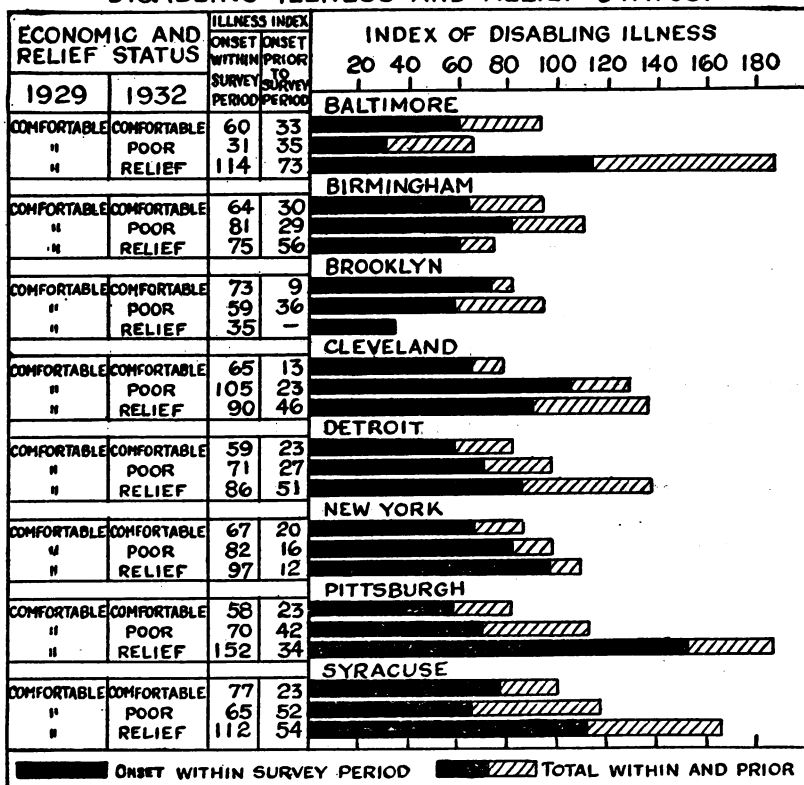 DISABLING ILLNESS AND RELIEF STATUS.
ECONOMIC AND RELIEF STATUS
1929 1932
ILLNESS INDEX
ONSET WITHIN SURVEY PERIOD
ONSET PRIOR TO SURVEY PERIOD
INDEX OF DISABLING ILLNESS
20 40 60 80 100 120 140 160 180
BALTIMORE
COMFORTABLE COMFORTABLE 60 33
" POOR 31 35
" RELIEF 114 73
BIRMINGHAM
COMFORTABLE COMFORTABLE 64 30
" POOR 81 29
" RELIEF 75 56
BROOKLYN
COMFORTABLE COMFORTABLE 73 9
" POOR 59 36
" RELIEF 35 –
CLEVELAND
COMFORTABLE COMFORTABLE 65 13
" POOR 105 23
" RELIEF 90 46
DETROIT
COMFORTABLE COMFORTABLE 59 23
" POOR 71 27
" RELIEF 86 51
NEW YORK
COMFORTABLE COMFORTABLE 67 20
" POOR 82 16
" RELIEF 97 12
PITTSBURGH
COMFORTABLE COMFORTABLE 58 23
" POOR 70 42
" RELIEF 152 34
SYRACUSE
COMFORTABLE COMFORTABLE 77 23
" POOR 65 52
" RELIEF 112 54
ONSET WITHIN SURVEY PERIOD TOTAL WITHIN AND PRIOR